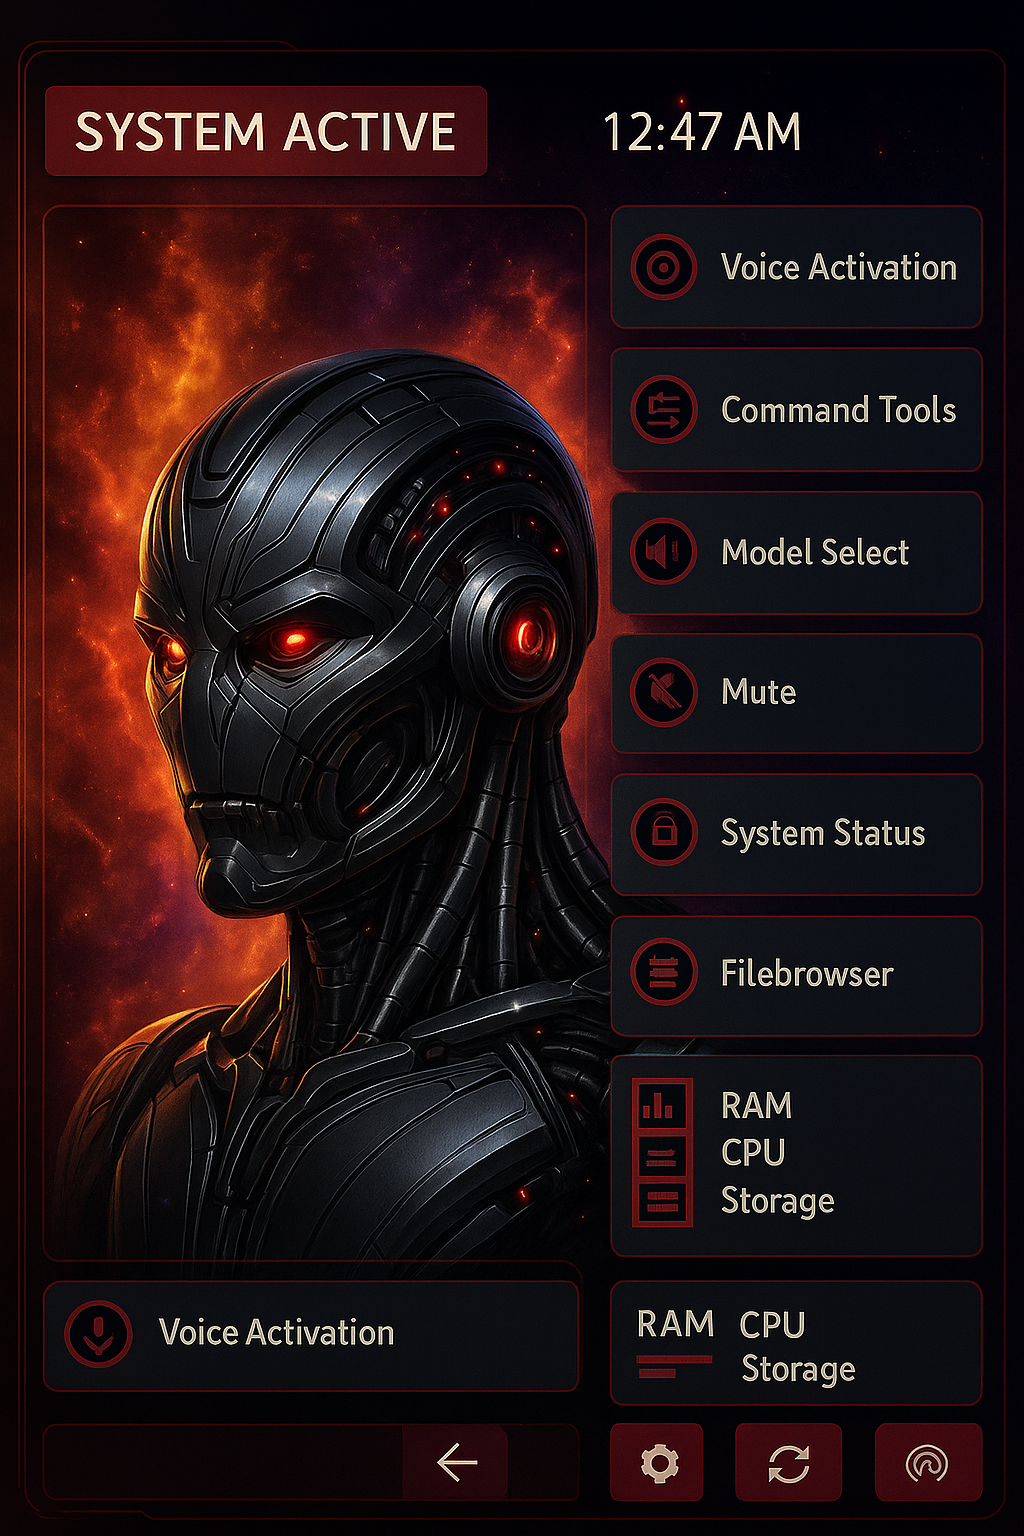 SYSTEM ACTIVE
12:47 AM
Voice Activation
Command Tools
Model Select
Mute
System Status
Filebrowser
RAM
CPU
Storage
Voice Activation
RAM CPU
Storage